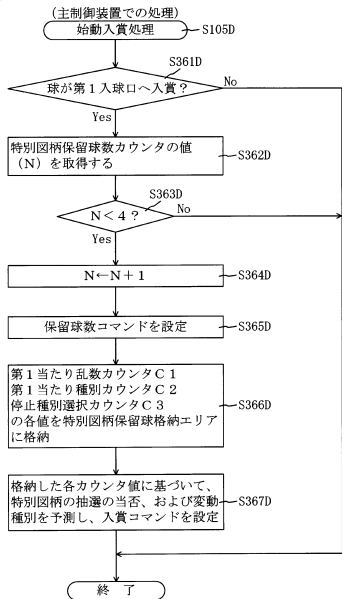 （主制御装置での処理）
始動入賞処理
S105D
S361D
球が第１入球口へ入賞？
No
Yes
特別図柄保留球数カウンタの値
（N）を取得する
S362D
S363D
N＜４？
No
Yes
N←N＋１
S364D
保留球数コマンドを設定
S365D
第１当たり乱数カウンタＣ１
第１当たり種別カウンタＣ２
停止種別選択カウンタＣ３
の各値を特別図柄保留球格納エリア
に格納
S366D
格納した各カウンタ値に基づいて、
特別図柄の抽選の当否、および変動
種別を予測し、入賞コマンドを設定
S367D
終　了